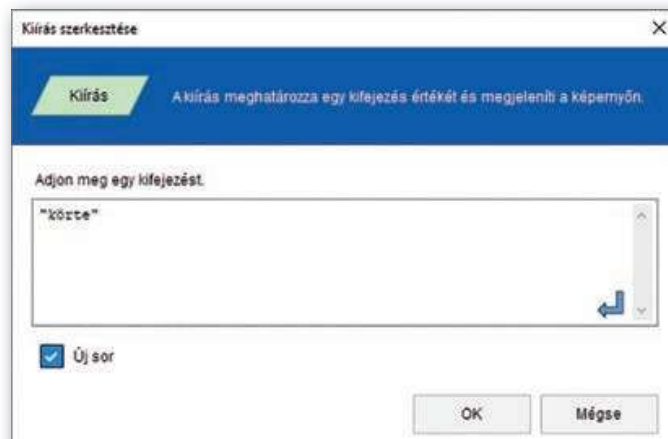 Kiírás szerkesztése
Kiírás
A kiírás meghatározza egy kifejezés értékét és megjeleníti a képernyőn.
Adjon meg egy kifejezést.
"körte"
Új sor
OK Mégse